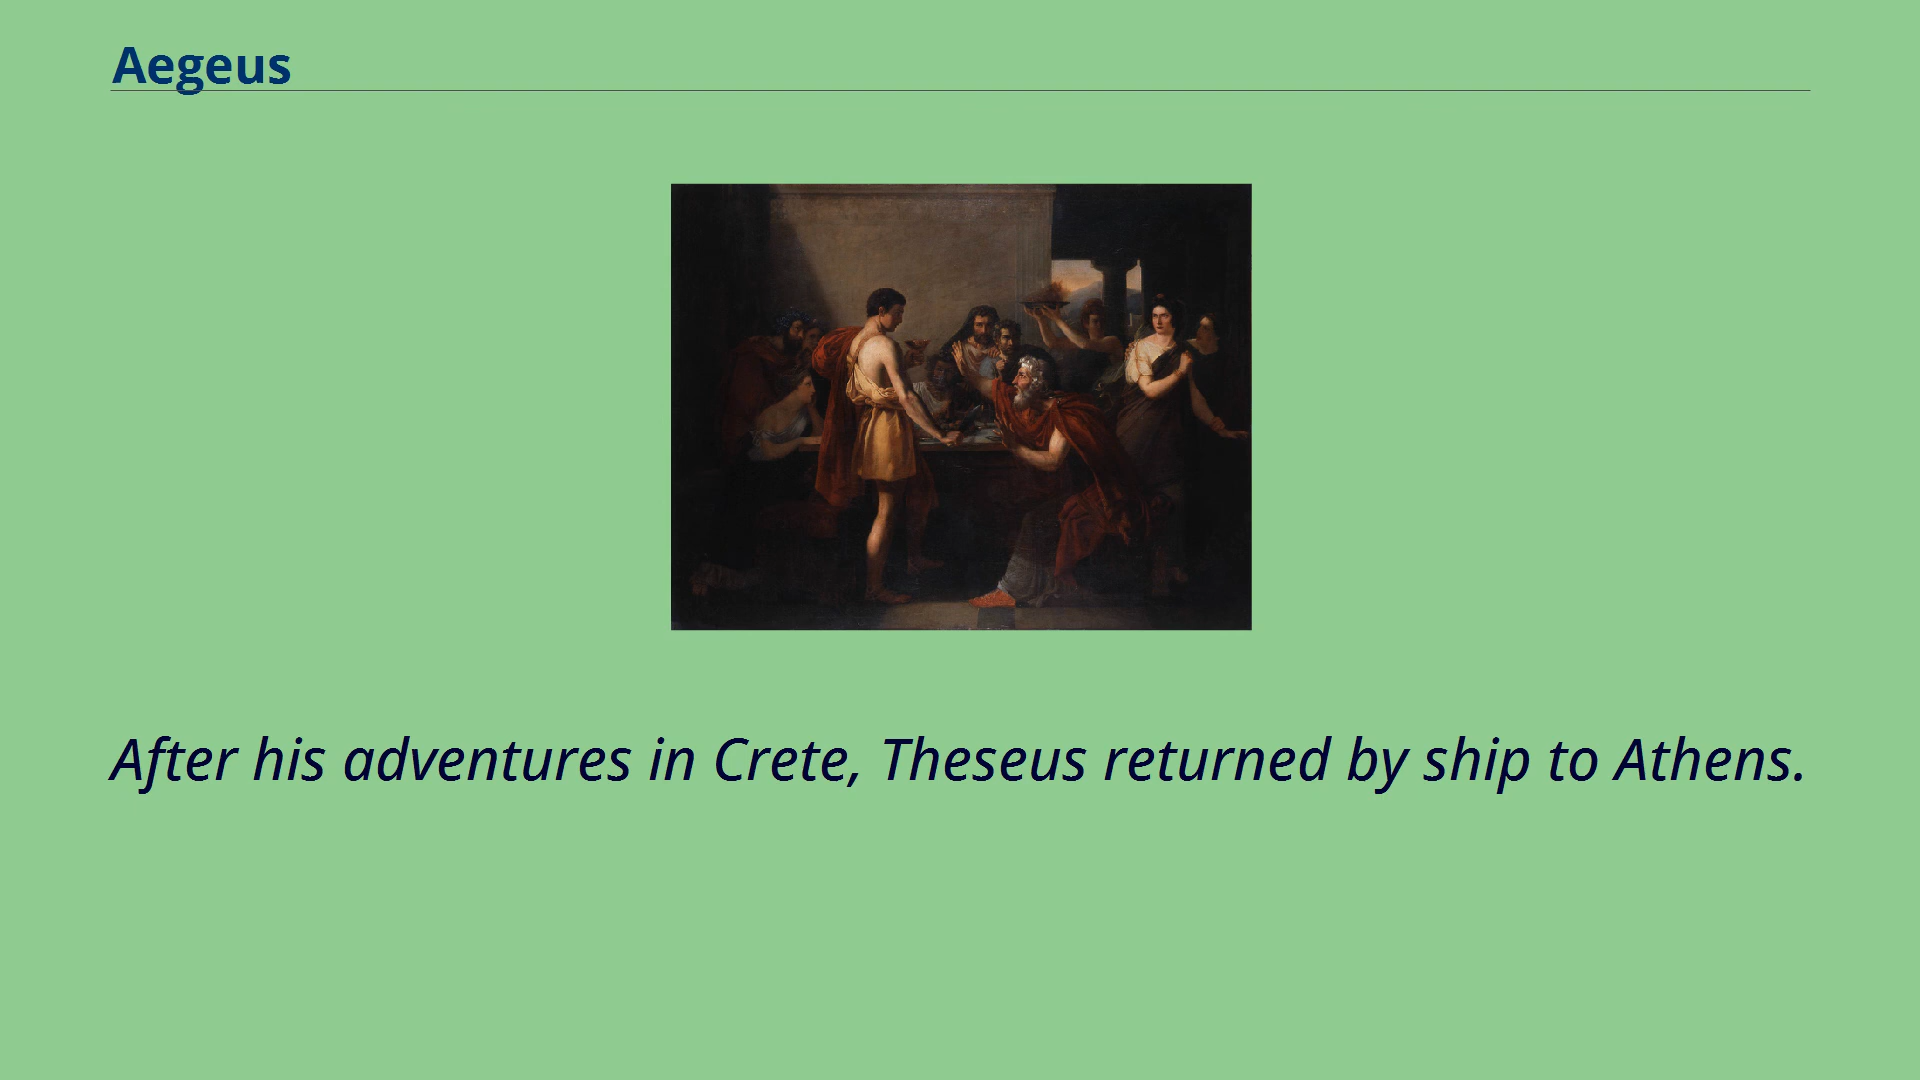 Aegeus
After his adventures in Crete, Theseus returned by ship to Athens.